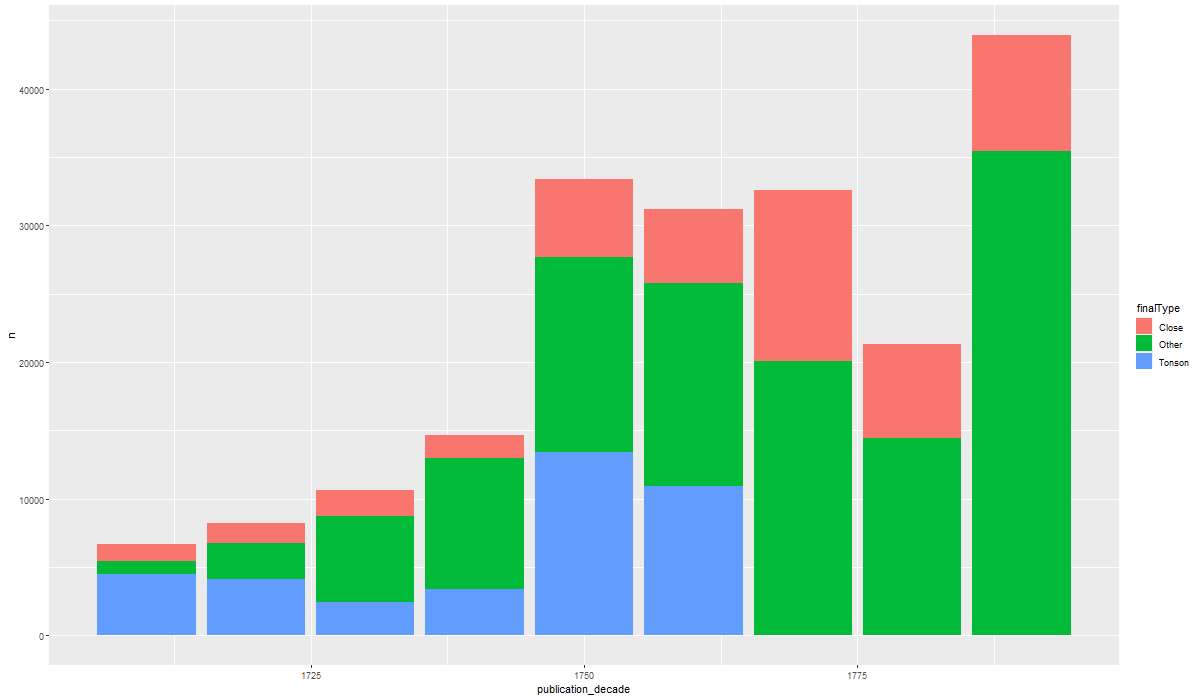 40000
30000
20000
10000
0
n
1725
1750
1775
publication_decade
finalType
Close
Other
Tonson